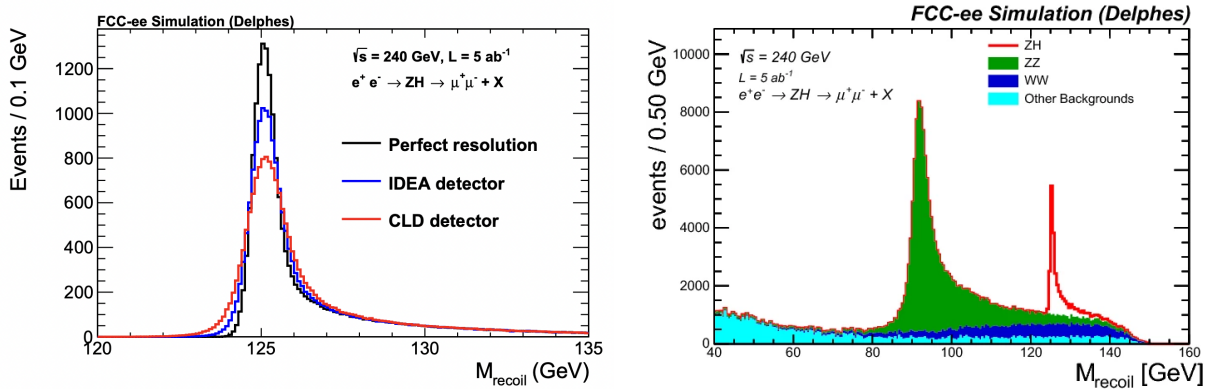 FCC-ee Simulation (Delphes)
Events / 0.1 GeV
1200
1000
800
600
400
200
0
√s = 240 GeV, L = 5 ab⁻¹
e⁺ e⁻ → ZH → μ⁺μ⁻ + X
Perfect resolution
IDEA detector
CLD detector
120
125
130
135
M_recoil (GeV)
FCC-ee Simulation (Delphes)
events / 0.50 GeV
10000
8000
6000
4000
2000
0
√s = 240 GeV
L = 5 ab⁻¹
e⁺e⁻ → ZH → μ⁺μ⁻ + X
ZH
ZZ
WW
Other Backgrounds
40
60
80
100
120
140
160
M_recoil [GeV]